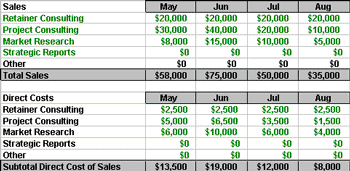 Sales May Jun Jul Aug
Retainer Consulting $20,000 $20,000 $20,000 $20,000
Project Consulting $30,000 $40,000 $20,000 $10,000
Market Research $8,000 $15,000 $10,000 $5,000
Strategic Reports $0 $0 $0 $0
Other $0 $0 $0 $0
Total Sales $58,000 $75,000 $50,000 $35,000
Direct Costs May Jun Jul Aug
Retainer Consulting $2,500 $2,500 $2,500 $2,500
Project Consulting $5,000 $6,500 $3,500 $1,500
Market Research $6,000 $10,000 $6,000 $4,000
Strategic Reports $0 $0 $0 $0
Other $0 $0 $0 $0
Subtotal Direct Cost of Sales $13,500 $19,000 $12,000 $8,000